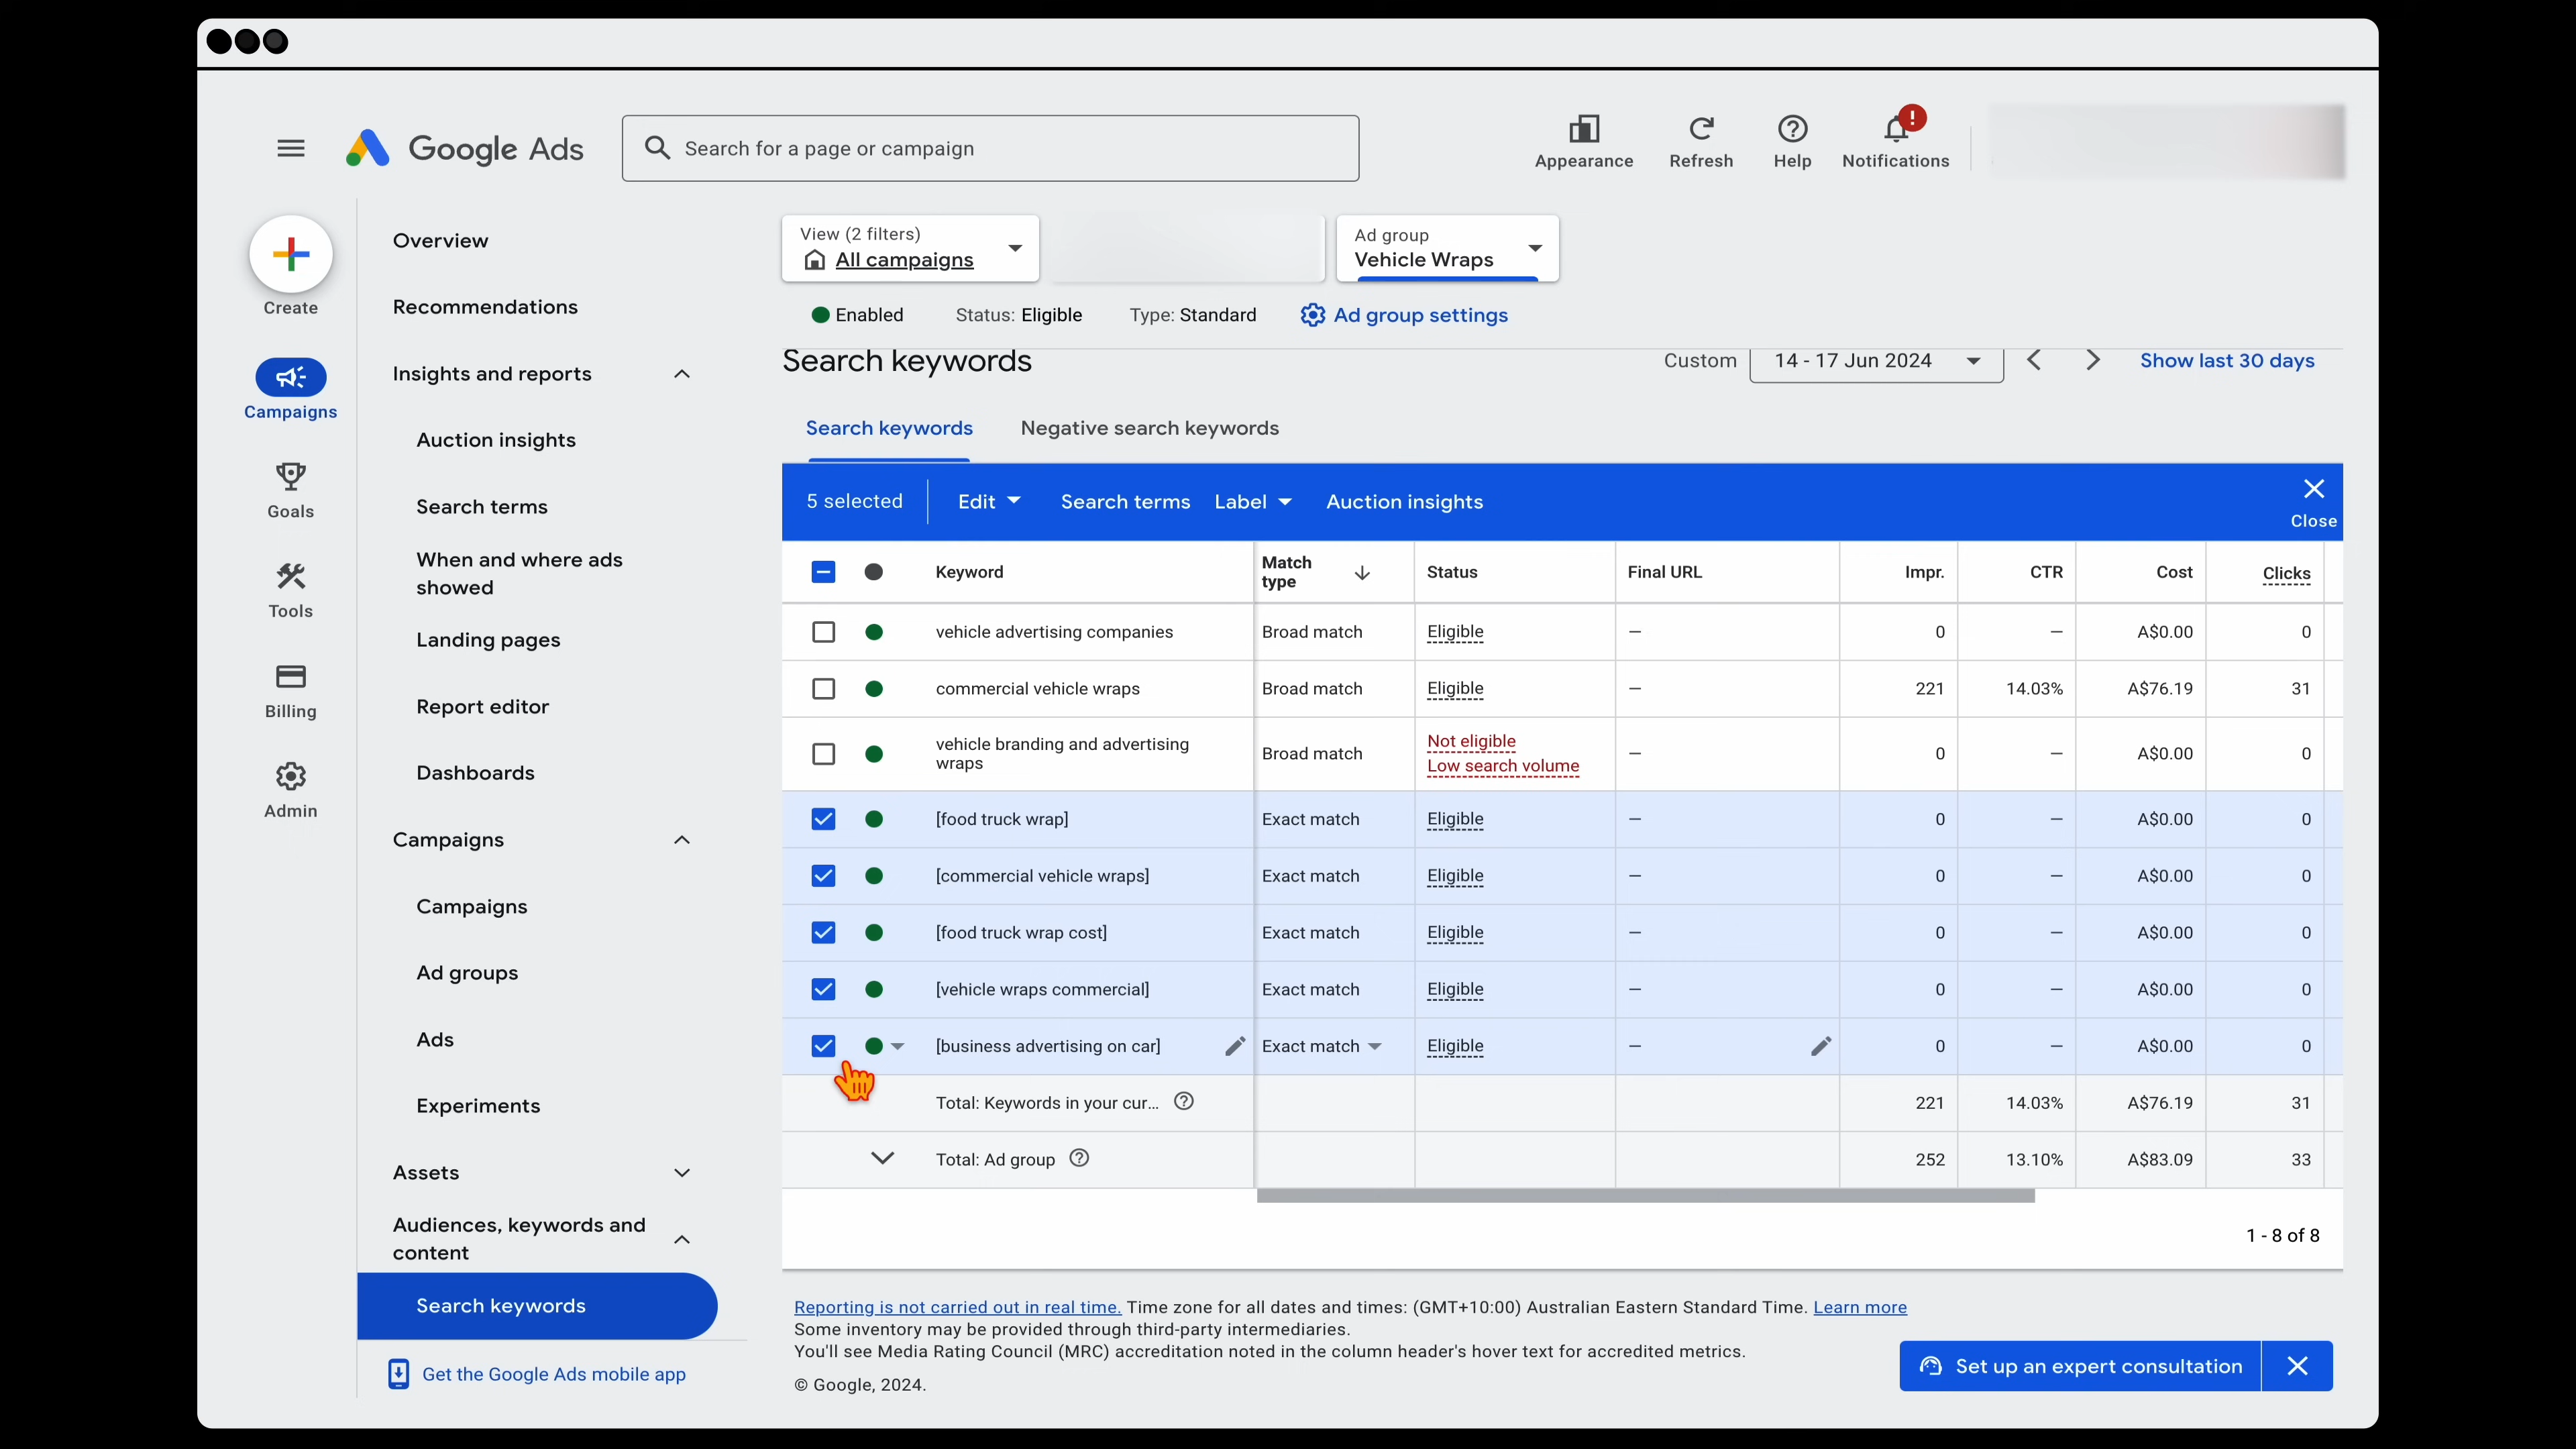 Google Ads
Search for a page or campaign
Appearance
Refresh
Help
!
Notifications
Create
Campaigns
Goals
Tools
Billing
Admin
Overview
Recommendations
Insights and reports
Auction insights
Search terms
When and where ads
showed
Landing pages
Report editor
Dashboards
Campaigns
Campaigns
Ad groups
Ads
Experiments
Assets
Audiences, keywords and
content
Search keywords
Get the Google Ads mobile app
View (2 filters)
All campaigns
Ad group
Vehicle Wraps
Enabled Status: Eligible Type: Standard Ad group settings
Search keywords
Custom 14 - 17 Jun 2024 Show last 30 days
Search keywords Negative search keywords
5 selected Edit Search terms Label Auction insights Close
Keyword Match type Status Final URL Impr. CTR Cost Clicks
vehicle advertising companies Broad match Eligible — 0 — A$0.00 0
commercial vehicle wraps Broad match Eligible — 221 14.03% A$76.19 31
vehicle branding and advertising
wraps Broad match Not eligible
Low search volume — 0 — A$0.00 0
[food truck wrap] Exact match Eligible — 0 — A$0.00 0
[commercial vehicle wraps] Exact match Eligible — 0 — A$0.00 0
[food truck wrap cost] Exact match Eligible — 0 — A$0.00 0
[vehicle wraps commercial] Exact match Eligible — 0 — A$0.00 0
[business advertising on car] Exact match Eligible — 0 — A$0.00 0
Total: Keywords in your cur... 221 14.03% A$76.19 31
Total: Ad group 252 13.10% A$83.09 33
1 - 8 of 8
Reporting is not carried out in real time. Time zone for all dates and times: (GMT+10:00) Australian Eastern Standard Time. Learn more
Some inventory may be provided through third-party intermediaries.
You'll see Media Rating Council (MRC) accreditation noted in the column header's hover text for accredited metrics.
© Google, 2024.
Set up an expert consultation